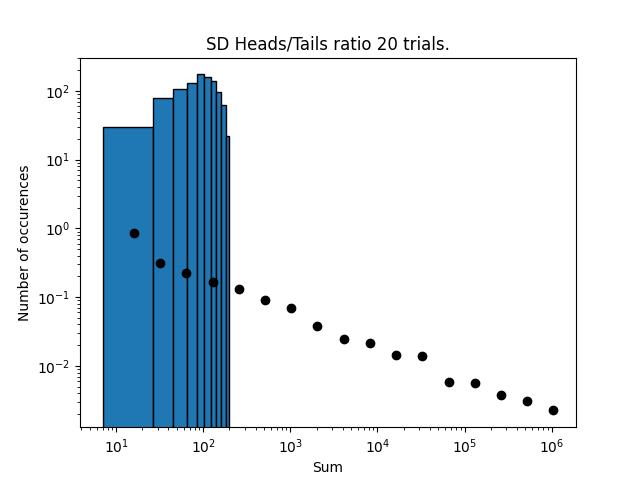 SD Heads/Tails ratio 20 trials.
Number of occurences
10²
10¹
10⁰
10⁻¹
10⁻²
10¹ 10² 10³ 10⁴ 10⁵ 10⁶
Sum